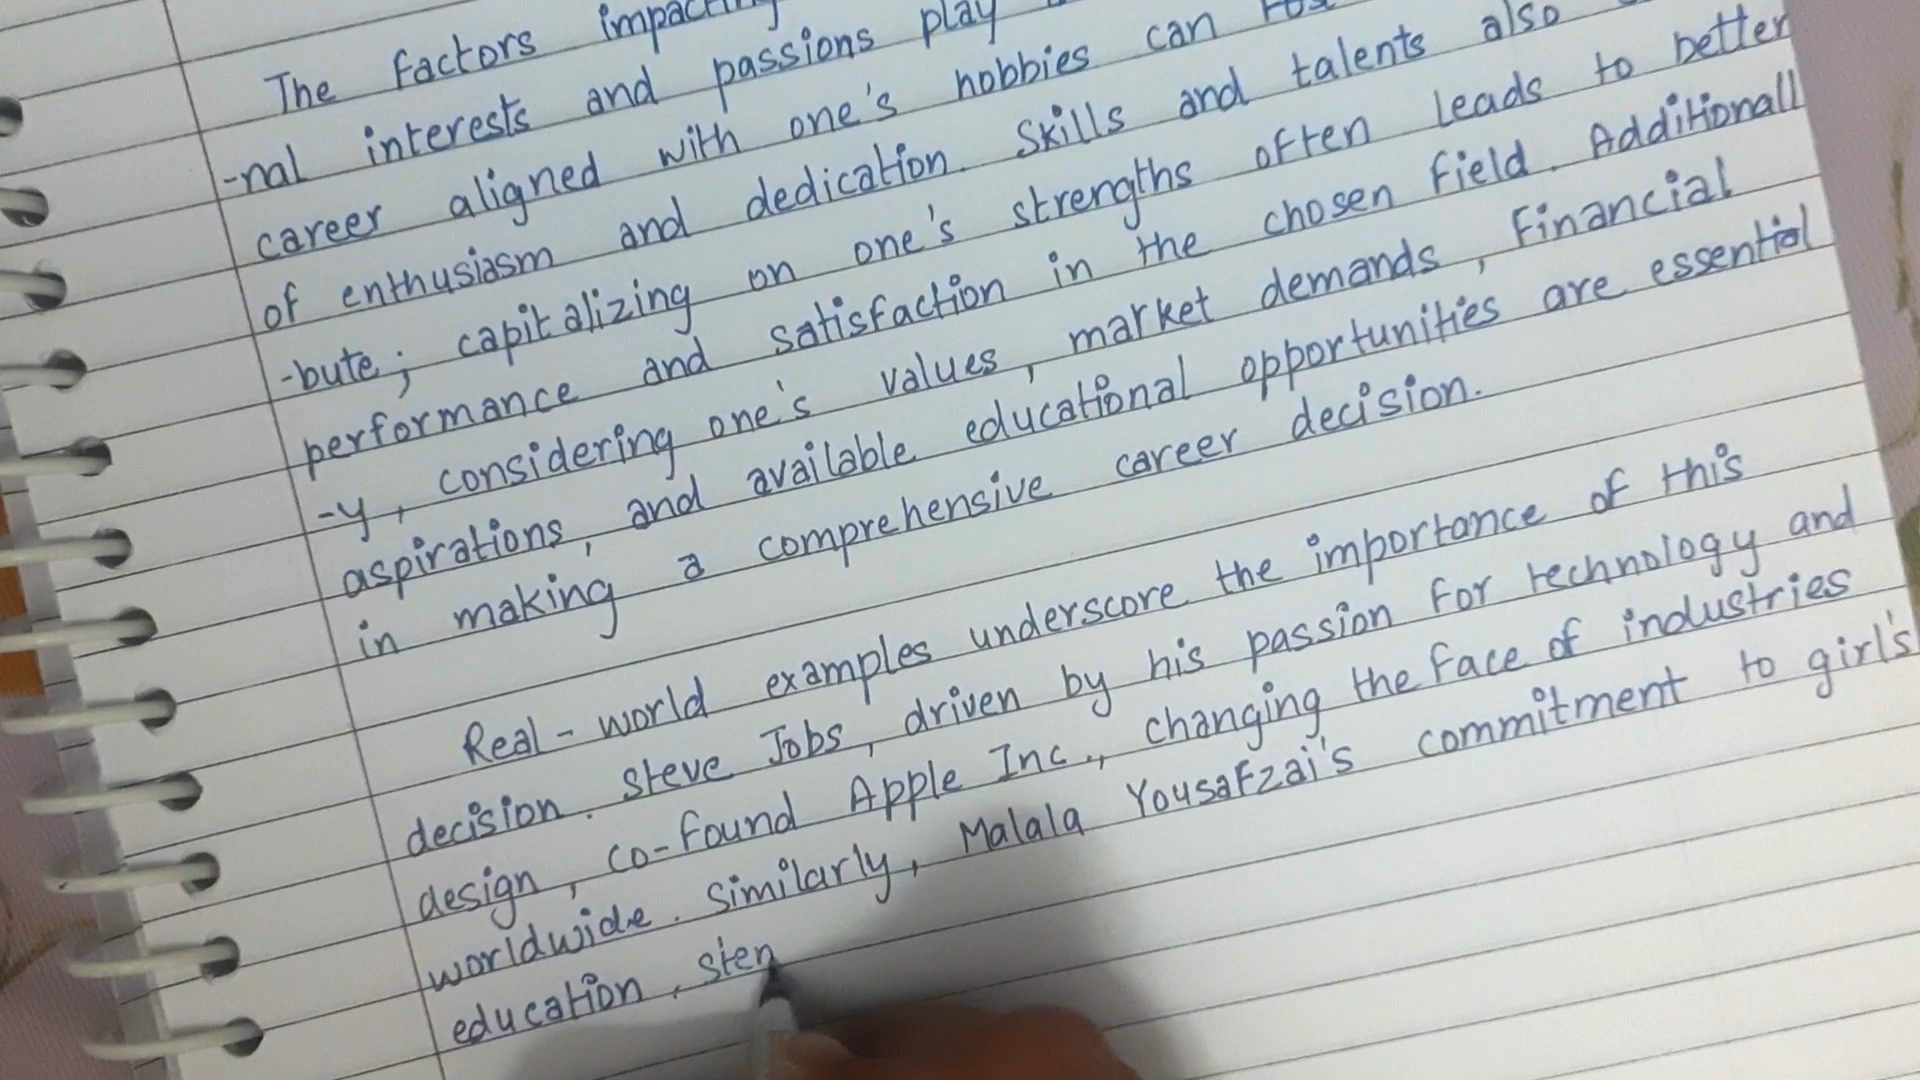 The factors
-nal interests and passions play
career aligned with one's hobbies can
of enthusiasm and dedication. Skills and talents also
-bute; capitalizing on one's strengths often leads to better
performance and satisfaction in the chosen field. Additionall
-y, considering one's values, market demands, financial
aspirations, and available educational opportunities are essential
in making a comprehensive career decision.
Real-world examples underscore the importance of this
decision. Steve Jobs, driven by his passion for technology and
design, co-found Apple Inc., changing the face of industries
worldwide. Similarly, Malala Yousafzai's commitment to girl's
education, stem